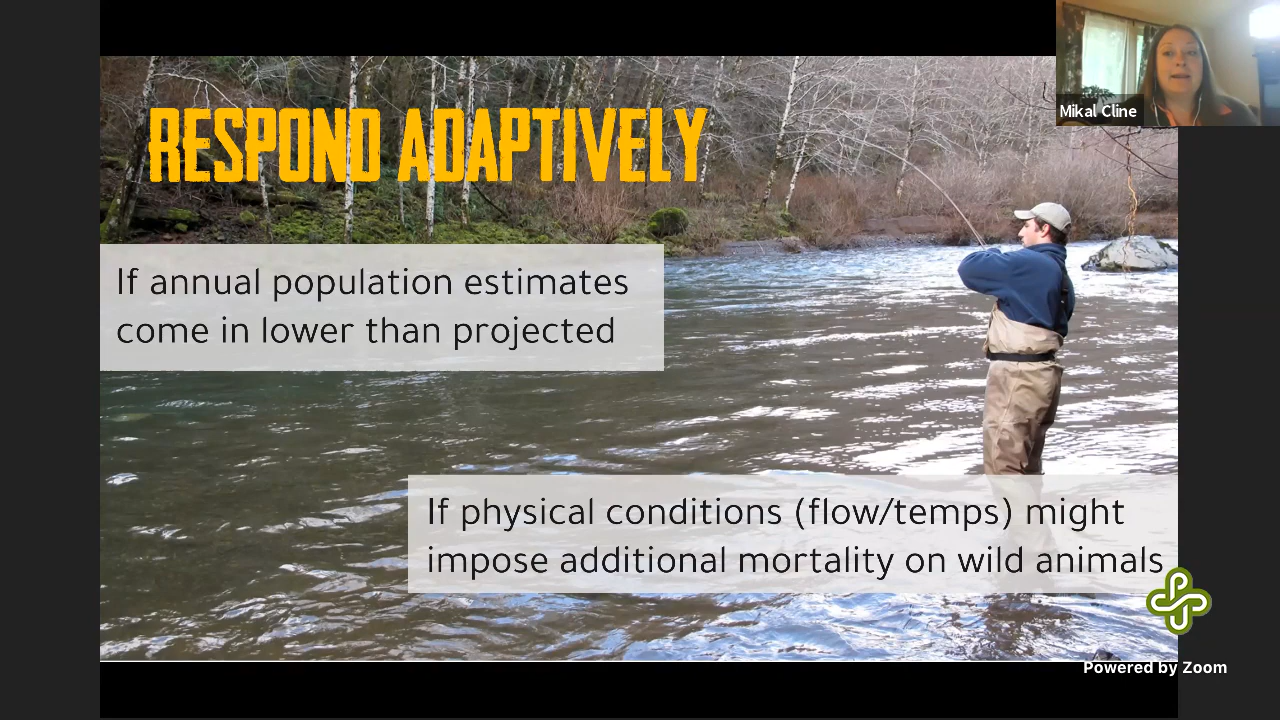 Mikal Cline
RESPOND ADAPTIVELY
If annual population estimates
come in lower than projected
If physical conditions (flow/temps) might
impose additional mortality on wild animals
Powered by Zoom